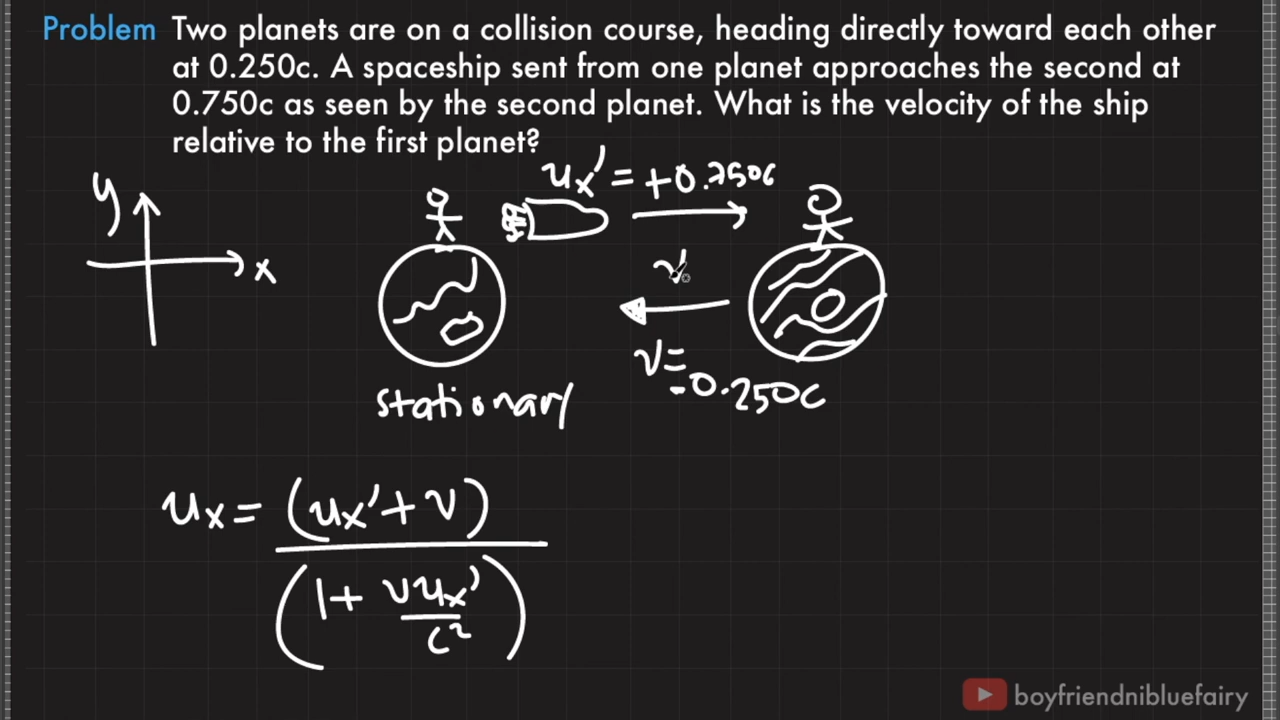 Problem Two planets are on a collision course, heading directly toward each other
at 0.250c. A spaceship sent from one planet approaches the second at
0.750c as seen by the second planet. What is the velocity of the ship
relative to the first planet?
y
x
ux' = +0.750c
v
v=
-0.250c
stationary
ux = (ux' + v)
(1 + vux'
c²)
boyfriendnibluefairy